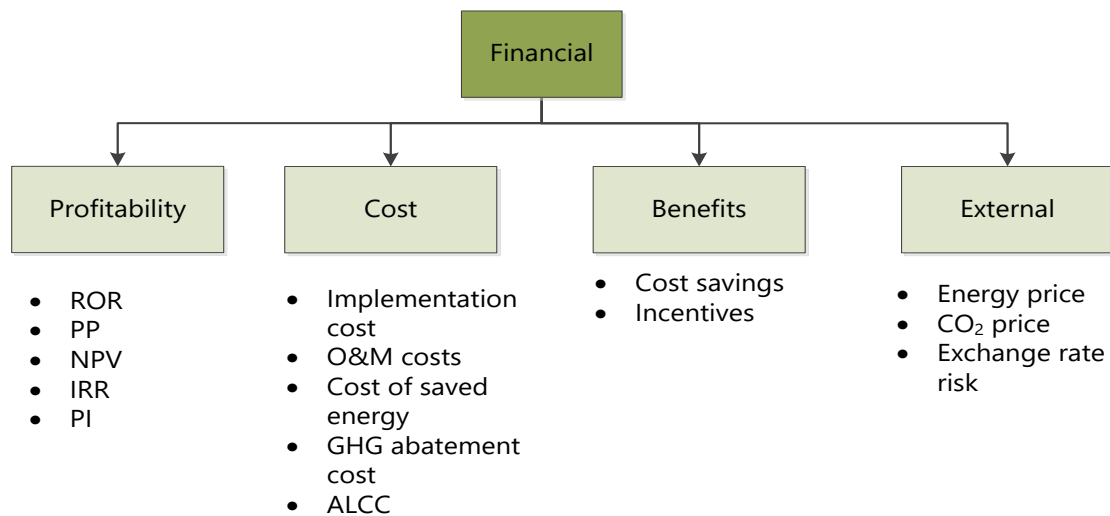 Financial
Profitability
Cost
Benefits
External
• ROR
• PP
• NPV
• IRR
• PI
• Implementation
cost
• O&M costs
• Cost of saved
energy
• GHG abatement
cost
• ALCC
• Cost savings
• Incentives
• Energy price
• CO₂ price
• Exchange rate
risk